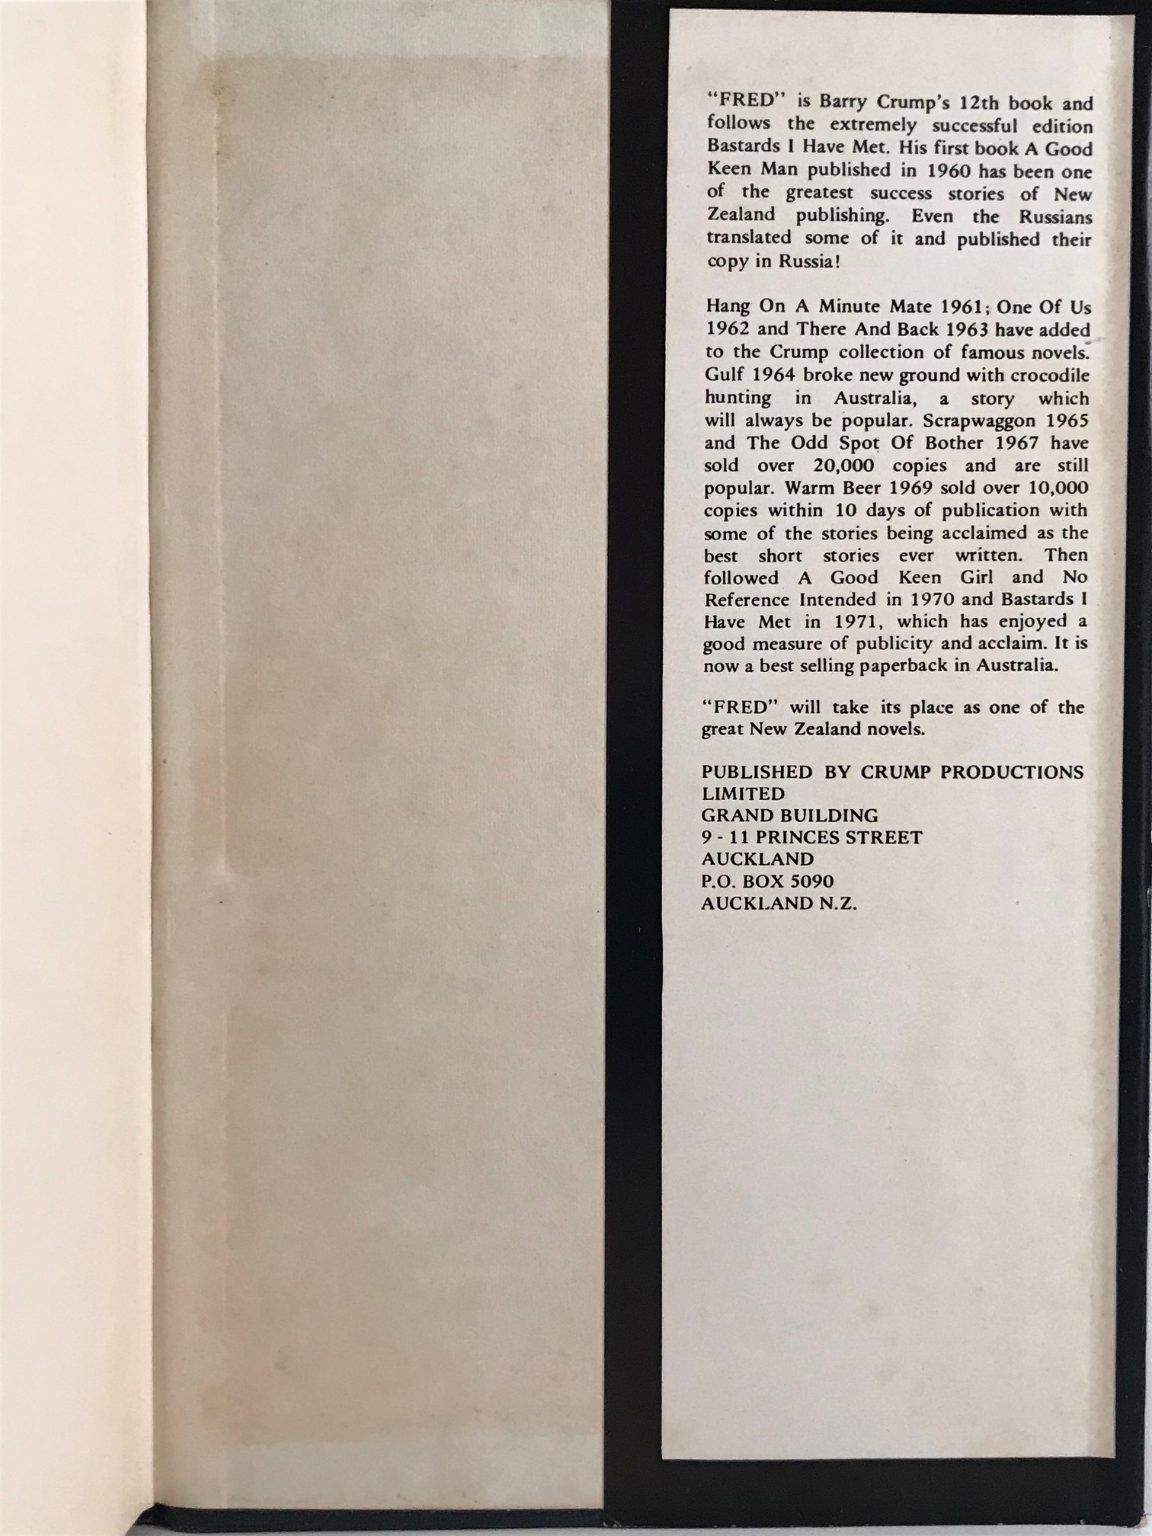 “FRED” is Barry Crump's 12th book and
follows the extremely successful edition
Bastards I Have Met. His first book A Good
Keen Man published in 1960 has been one
of the greatest success stories of New
Zealand publishing. Even the Russians
translated some of it and published their
copy in Russia!
Hang On A Minute Mate 1961; One Of Us
1962 and There And Back 1963 have added
to the Crump collection of famous novels.
Gulf 1964 broke new ground with crocodile
hunting in Australia, a story which
will always be popular. Scrapwaggon 1965
and The Odd Spot Of Bother 1967 have
sold over 20,000 copies and are still
popular. Warm Beer 1969 sold over 10,000
copies within 10 days of publication with
some of the stories being acclaimed as the
best short stories ever written. Then
followed A Good Keen Girl and No
Reference Intended in 1970 and Bastards I
Have Met in 1971, which has enjoyed a
good measure of publicity and acclaim. It is
now a best selling paperback in Australia.
“FRED” will take its place as one of the
great New Zealand novels.
PUBLISHED BY CRUMP PRODUCTIONS
LIMITED
GRAND BUILDING
9 - 11 PRINCES STREET
AUCKLAND
P.O. BOX 5090
AUCKLAND N.Z.